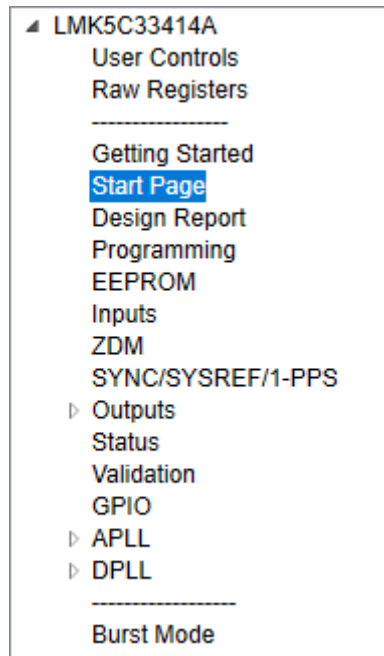 LMK5C33414A
User Controls
Raw Registers
-----------------
Getting Started
Start Page
Design Report
Programming
EEPROM
Inputs
ZDM
SYNC/SYSREF/1-PPS
Outputs
Status
Validation
GPIO
APLL
DPLL
------------------
Burst Mode